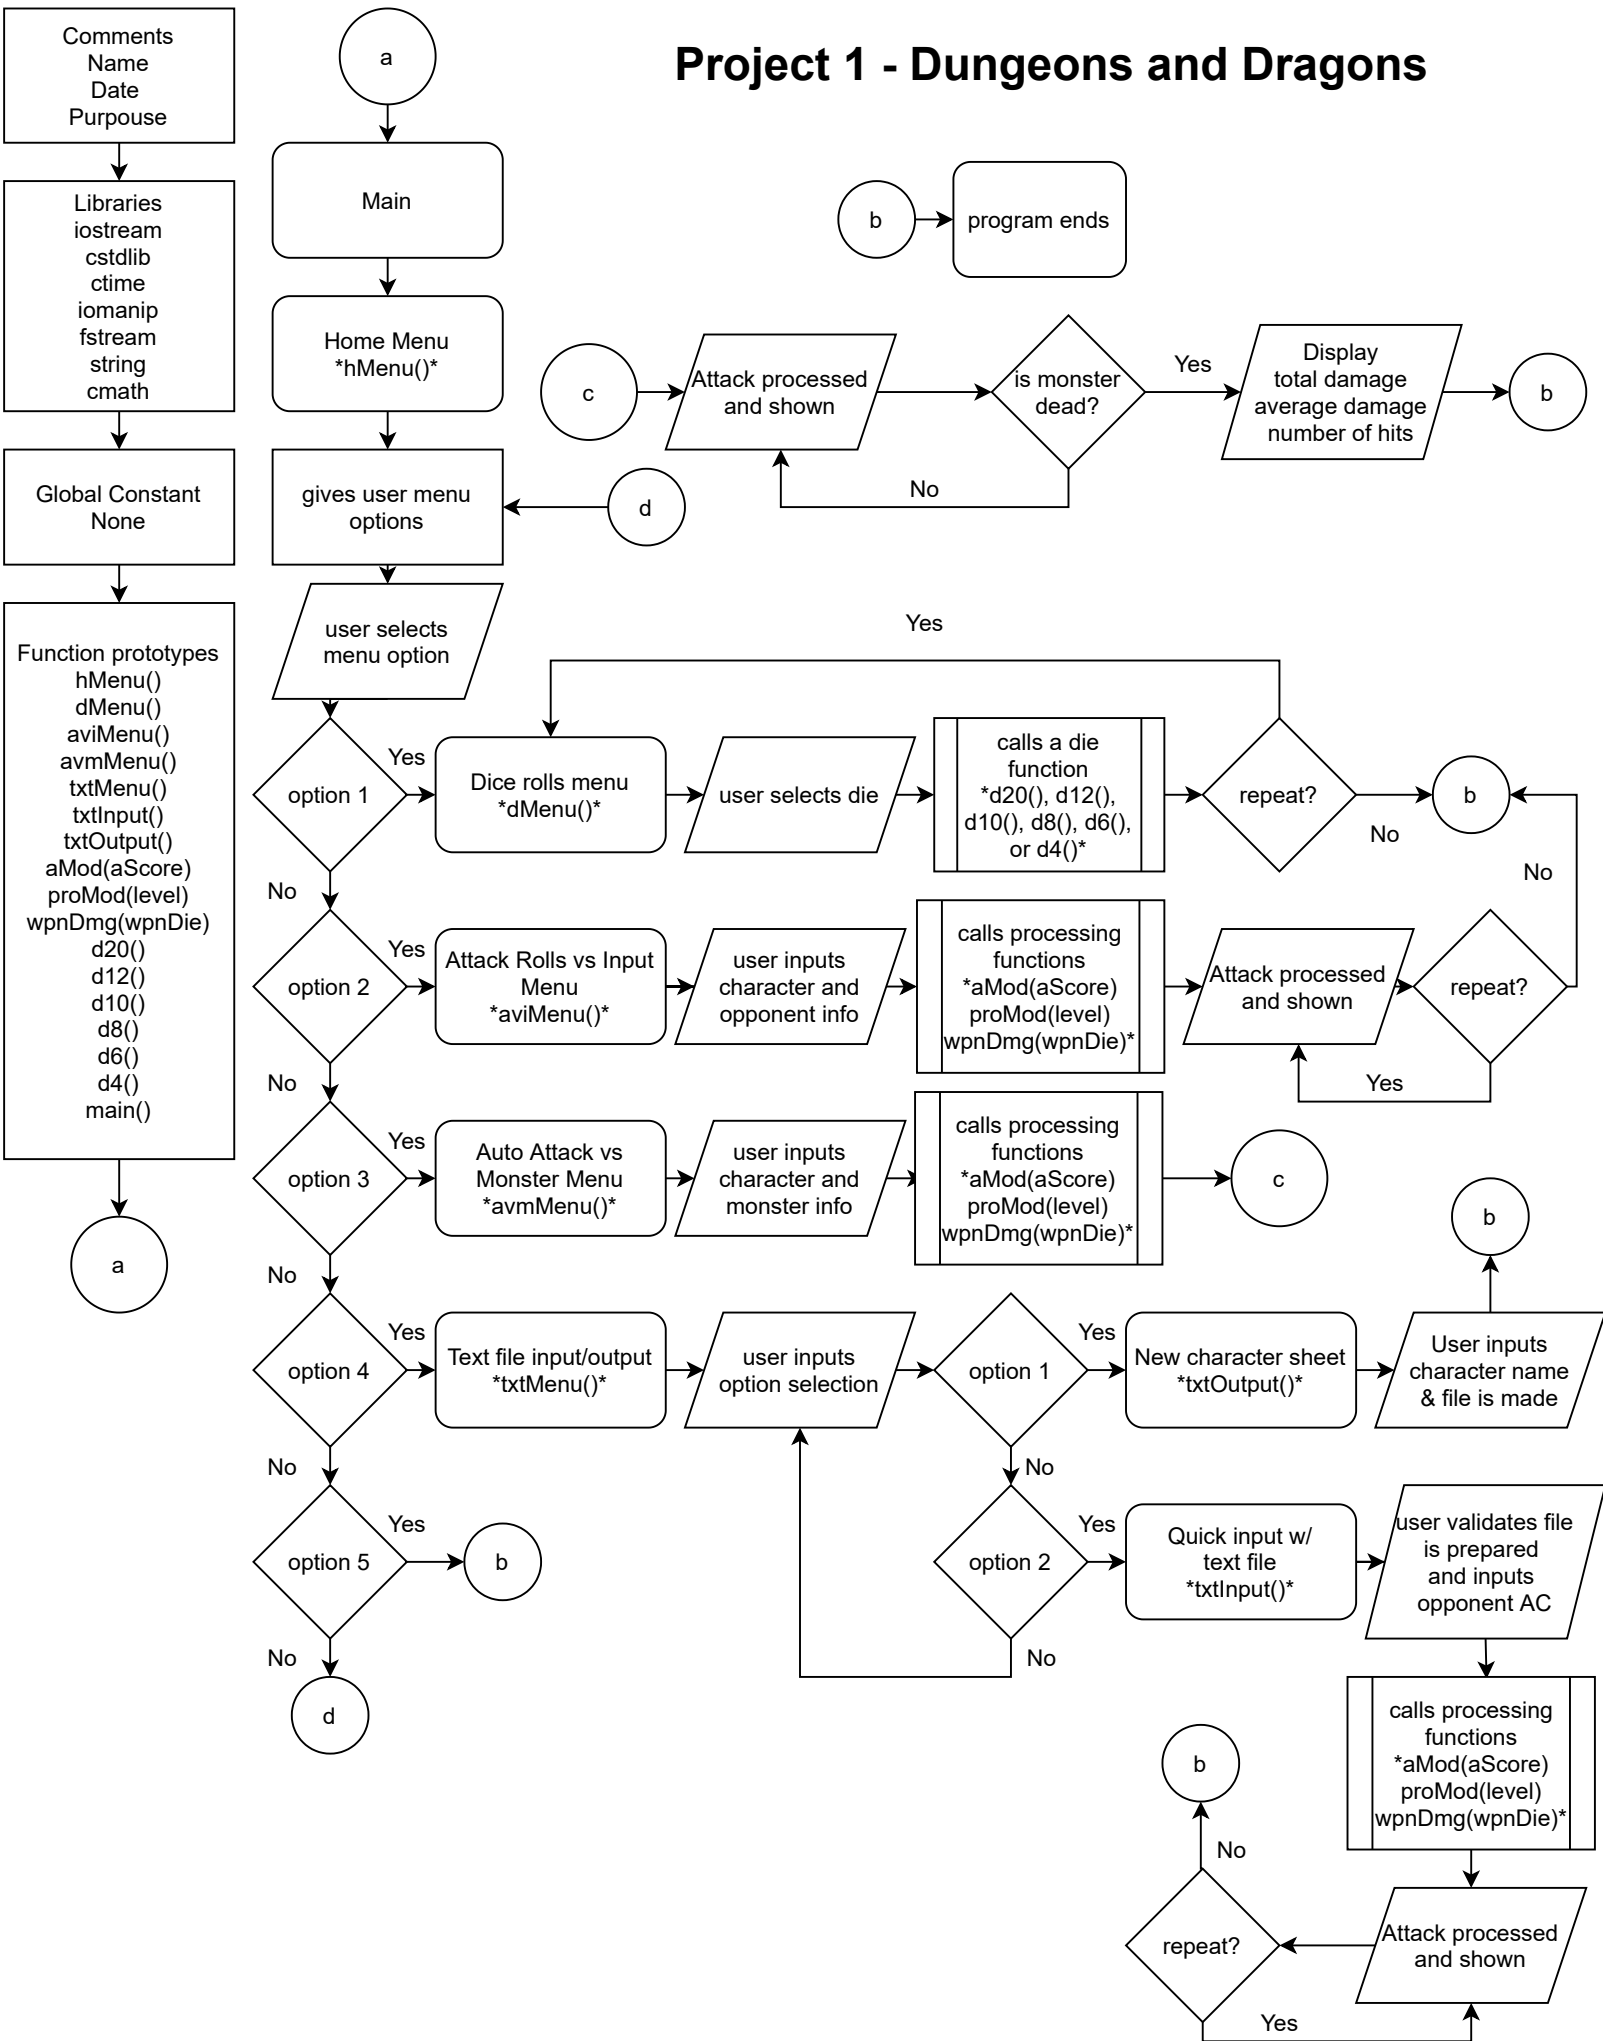 Project 1 - Dungeons and Dragons
Comments
Name
Date
Purpouse
Libraries
iostream
cstdlib
ctime
iomanip
fstream
string
cmath
Global Constant
None
Function prototypes
hMenu()
dMenu()
aviMenu()
avmMenu()
txtMenu()
txtInput()
txtOutput()
aMod(aScore)
proMod(level)
wpnDmg(wpnDie)
d20()
d12()
d10()
d8()
d6()
d4()
main()
a
a
Main
Home Menu
*hMenu()*
gives user menu
options
d
user selects
menu option
b
program ends
c
Attack processed
and shown
is monster
dead?
No
Yes
Display
total damage
average damage
number of hits
b
option 1
Yes
Dice rolls menu
*dMenu()*
user selects die
calls a die
function
*d20(), d12(),
d10(), d8(), d6(),
or d4()*
repeat?
Yes
No
b
No
option 2
Yes
Attack Rolls vs Input
Menu
*aviMenu()*
user inputs
character and
opponent info
calls processing
functions
*aMod(aScore)
proMod(level)
wpnDmg(wpnDie)*
Attack processed
and shown
repeat?
Yes
No
No
option 3
Yes
Auto Attack vs
Monster Menu
*avmMenu()*
user inputs
character and
monster info
calls processing
functions
*aMod(aScore)
proMod(level)
wpnDmg(wpnDie)*
c
No
option 4
Yes
Text file input/output
*txtMenu()*
user inputs
option selection
option 1
Yes
New character sheet
*txtOutput()*
User inputs
character name
& file is made
b
No
option 2
Yes
Quick input w/
text file
*txtInput()*
user validates file
is prepared
and inputs
opponent AC
No
calls processing
functions
*aMod(aScore)
proMod(level)
wpnDmg(wpnDie)*
Attack processed
and shown
repeat?
Yes
No
b
No
option 5
Yes
b
No
d